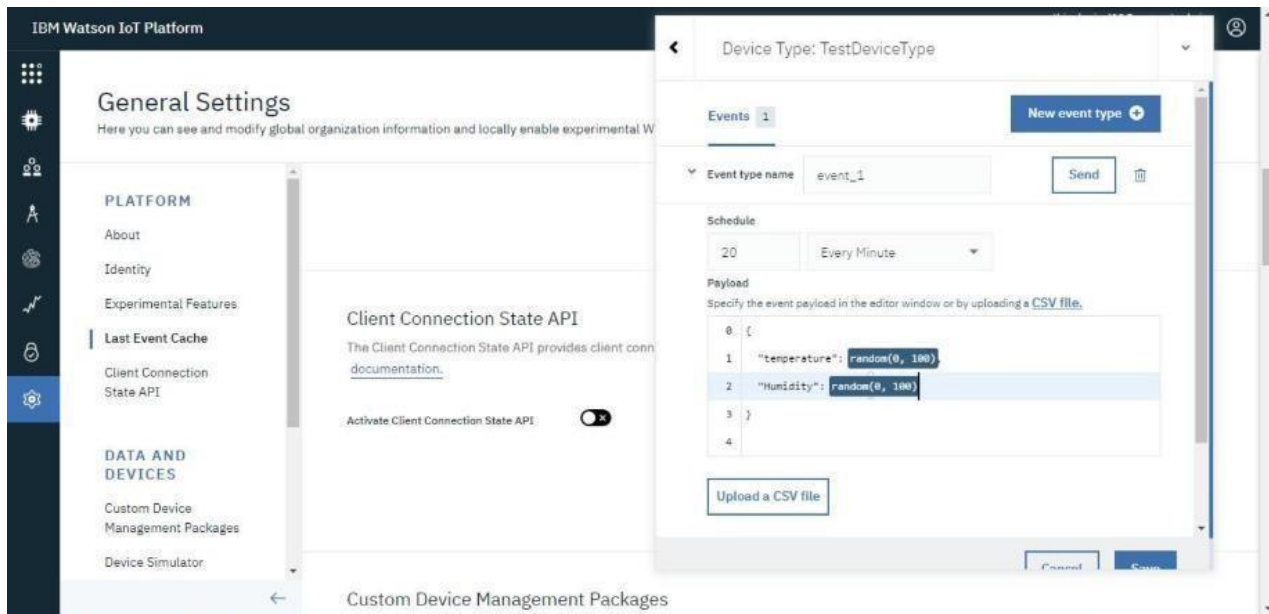 IBM Watson IoT Platform
General Settings
Here you can see and modify global organization information and locally enable experimental W
PLATFORM
About
Identity
Experimental Features
Last Event Cache
Client Connection
State API
DATA AND
DEVICES
Custom Device
Management Packages
Device Simulator
Client Connection State API
The Client Connection State API provides client conn
documentation.
Activate Client Connection State API
Custom Device Management Packages
Device Type: TestDeviceType
Events 1
New event type
Event type name event_1 Send
Schedule
20 Every Minute
Payload
Specify the event payload in the editor window or by uploading a CSV file.
0 {
1 "temperature": random(0, 100),
2 "Humidity": random(0, 100)
3 }
4
Upload a CSV file
Cancel Save